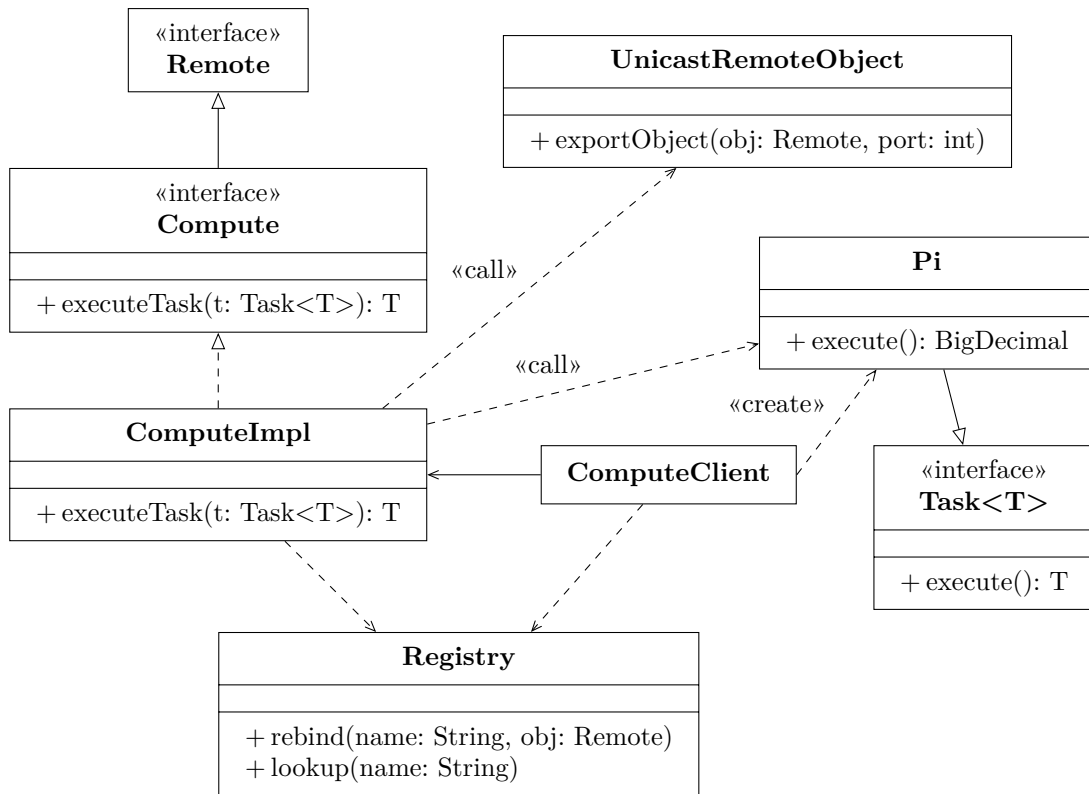 «interface»
Remote
UnicastRemoteObject
+ exportObject(obj: Remote, port: int)
«interface»
Compute
+ executeTask(t: Task<T>): T
«call»
Pi
+ execute(): BigDecimal
«call»
«create»
ComputeImpl
+ executeTask(t: Task<T>): T
ComputeClient
«interface»
Task<T>
+ execute(): T
Registry
+ rebind(name: String, obj: Remote)
+ lookup(name: String)